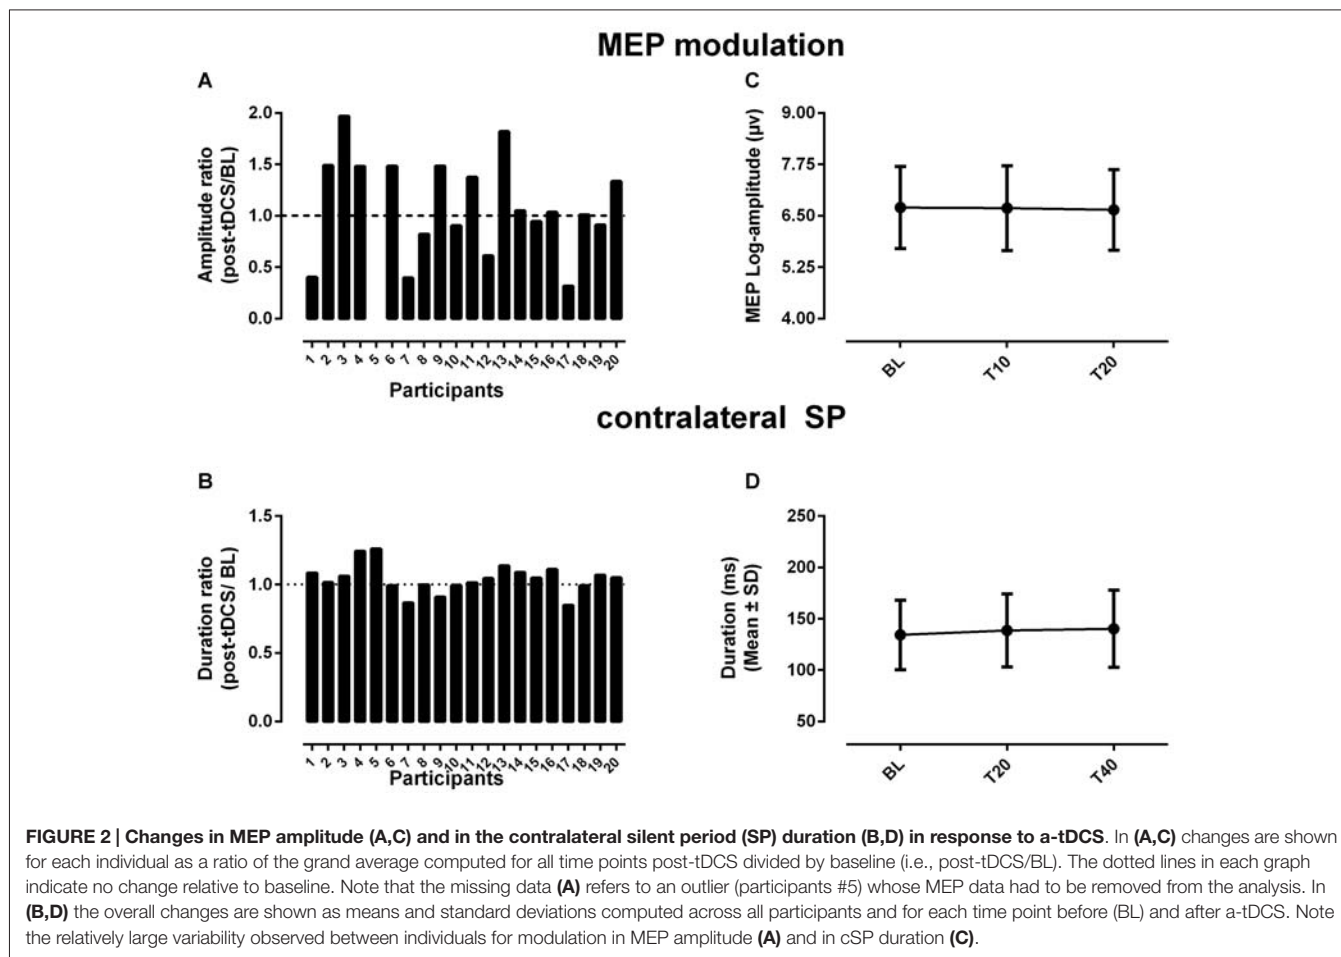 MEP modulation
A
Amplitude ratio
(post-tDCS/BL)
2.0
1.5
1.0
0.5
0.0
1 2 3 4 5 6 7 8 9 10 11 12 13 14 15 16 17 18 19 20
Participants
C
MEP Log-amplitude (µv)
9.00
7.75
6.50
5.25
4.00
BL T10 T20
contralateral SP
B
Duration ratio
(post-tDCS/ BL)
1.5
1.0
0.5
0.0
1 2 3 4 5 6 7 8 9 10 11 12 13 14 15 16 17 18 19 20
Participants
D
Duration (ms)
(Mean ± SD)
250
200
150
100
50
BL T20 T40
FIGURE 2 | Changes in MEP amplitude (A,C) and in the contralateral silent period (SP) duration (B,D) in response to a-tDCS. In (A,C) changes are shown
for each individual as a ratio of the grand average computed for all time points post-tDCS divided by baseline (i.e., post-tDCS/BL). The dotted lines in each graph
indicate no change relative to baseline. Note that the missing data (A) refers to an outlier (participants #5) whose MEP data had to be removed from the analysis. In
(B,D) the overall changes are shown as means and standard deviations computed across all participants and for each time point before (BL) and after a-tDCS. Note
the relatively large variability observed between individuals for modulation in MEP amplitude (A) and in cSP duration (C).